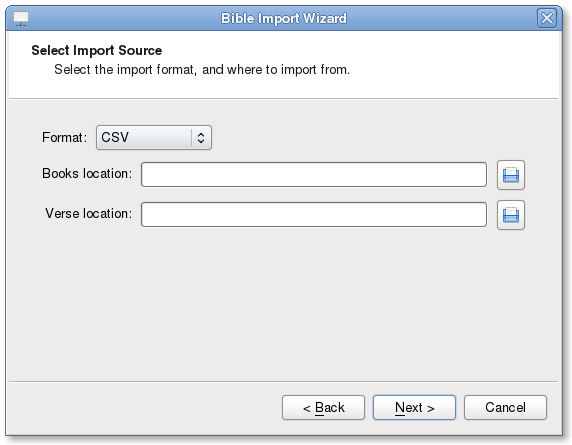 Bible Import Wizard
Select Import Source
Select the import format, and where to import from.
Format: CSV
Books location:
Verse location:
< Back Next > Cancel